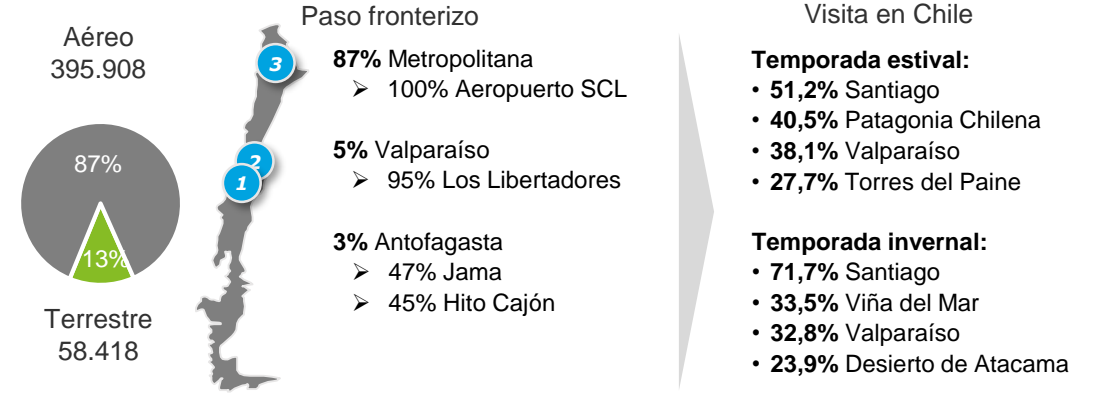 Aéreo
395.908
87%
13%
Terrestre
58.418
Paso fronterizo
3
2
1
87% Metropolitana
➢ 100% Aeropuerto SCL
5% Valparaíso
➢ 95% Los Libertadores
3% Antofagasta
➢ 47% Jama
➢ 45% Hito Cajón
Visita en Chile
Temporada estival:
• 51,2% Santiago
• 40,5% Patagonia Chilena
• 38,1% Valparaíso
• 27,7% Torres del Paine
Temporada invernal:
• 71,7% Santiago
• 33,5% Viña del Mar
• 32,8% Valparaíso
• 23,9% Desierto de Atacama